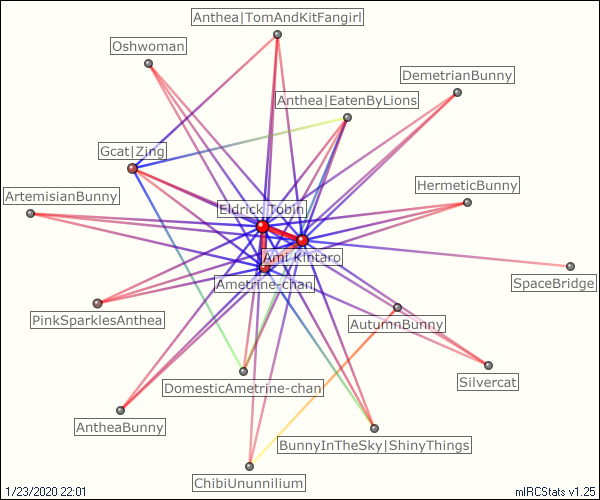 Anthea|TomAndKitFangirl
Oshwoman
DemetrianBunny
Anthea|EatenByLions
Gcat|Zing
HermeticBunny
ArtemisianBunny
Eldrick Tobin
Ami Kintaro
SpaceBridge
Ametrine-chan
PinkSparklesAnthea
AutumnBunny
Silvercat
DomesticAmetrine-chan
AntheaBunny
BunnyInTheSky|ShinyThings
ChibiUnunnilium
1/23/2020 22:01
mIRCStats v1.25